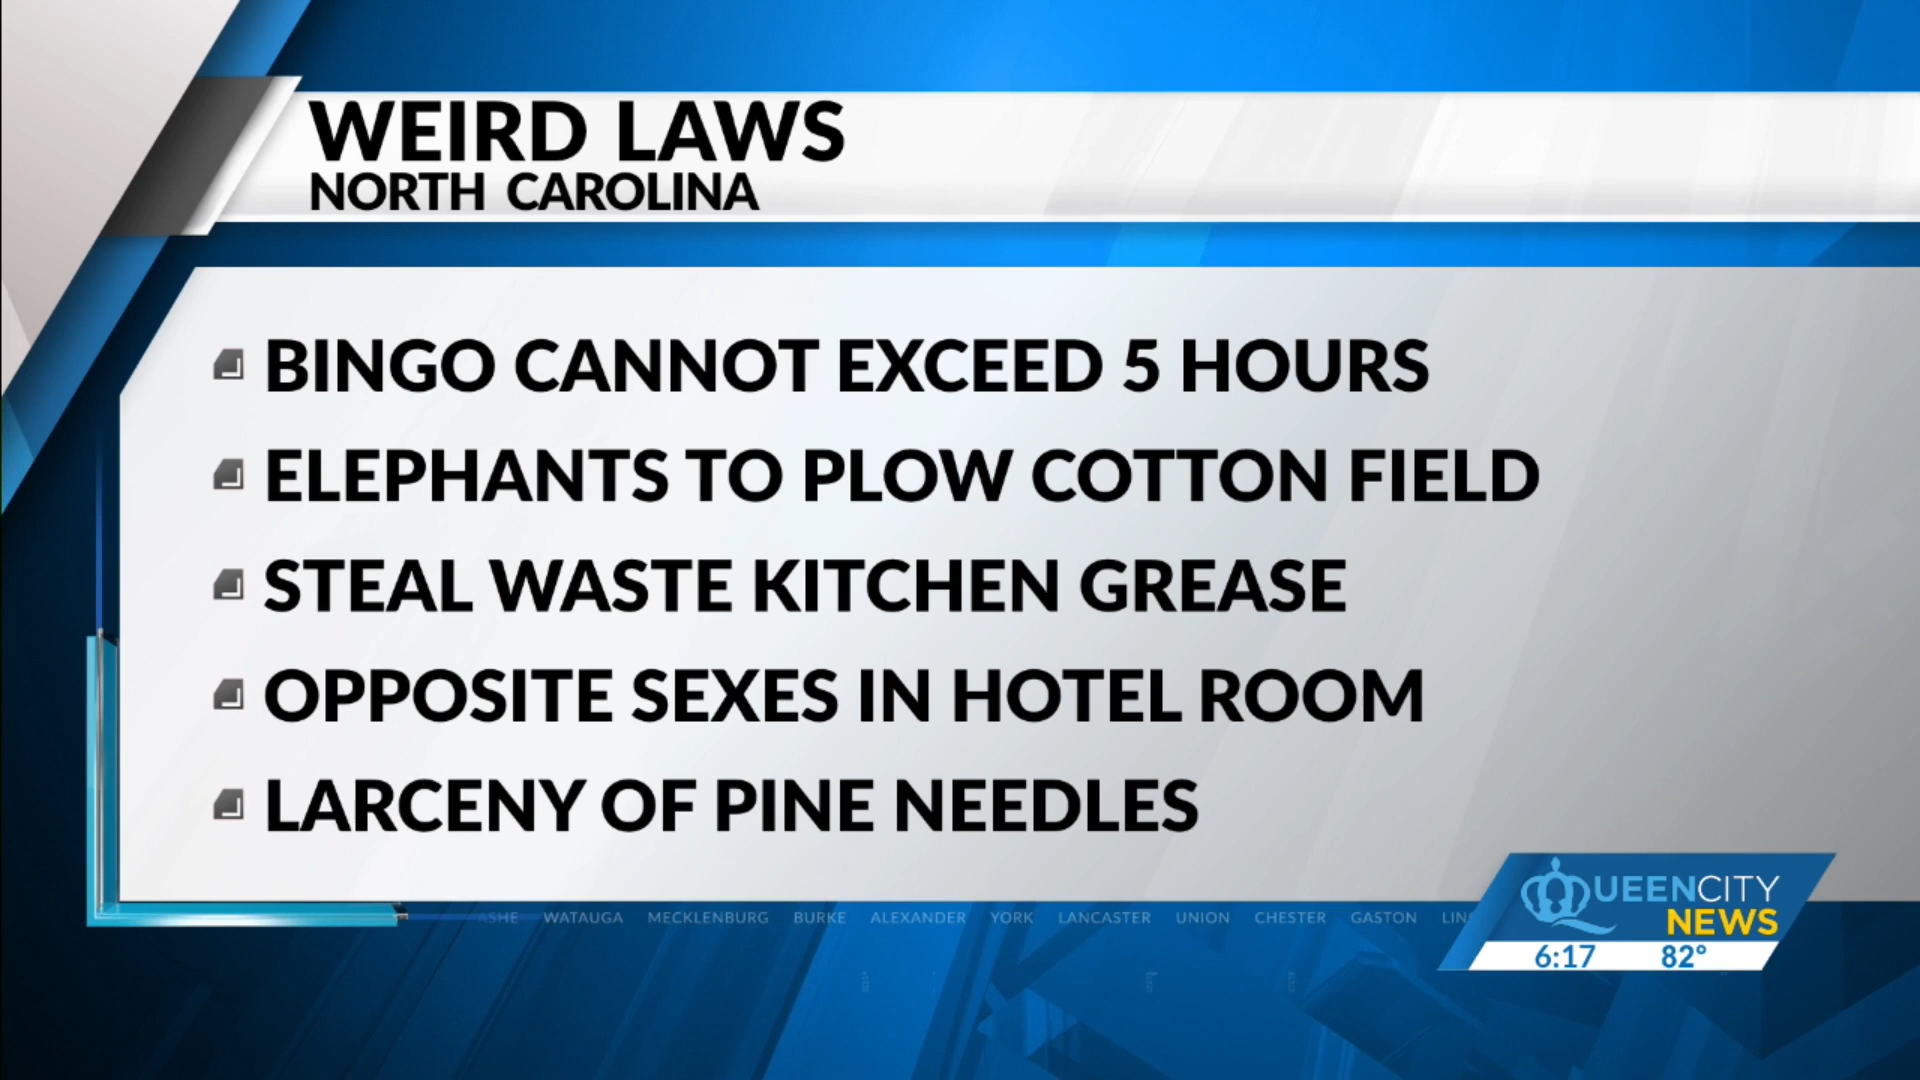 WEIRD LAWS
NORTH CAROLINA
BINGO CANNOT EXCEED 5 HOURS
ELEPHANTS TO PLOW COTTON FIELD
STEAL WASTE KITCHEN GREASE
OPPOSITE SEXES IN HOTEL ROOM
LARCENY OF PINE NEEDLES
ASHE WATAUGA MECKLENBURG BURKE ALEXANDER YORK LANCASTER UNION CHESTER GASTON
QUEENCITY
NEWS
6:17 82°